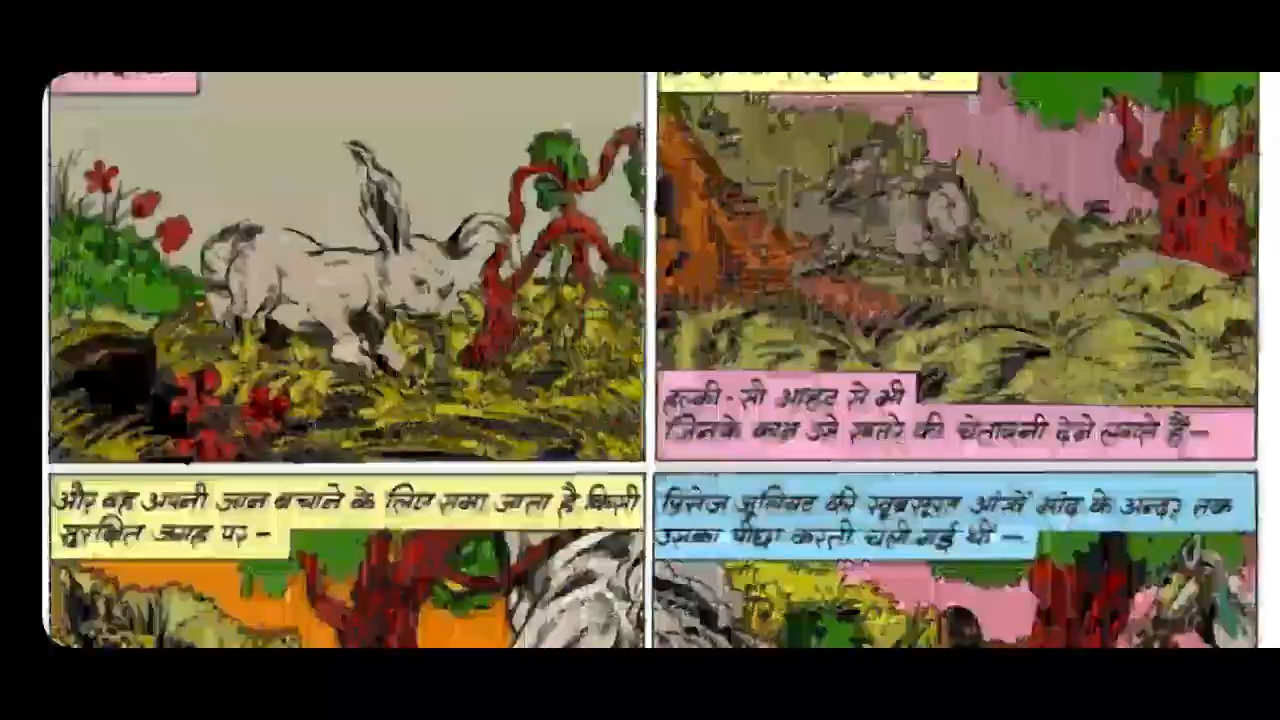 हल्की-सी आहट से भी
जिनके कान उसे खतरे की चेतावनी देने लगते हैं—
और वह अपनी जान बचाने के लिए समा जाता है किसी
सुरक्षित जगह पर—
प्रिंसेज की खूबसूरत आंखें मांद के अन्दर तक
उसका पीछा करती चली गई थीं—